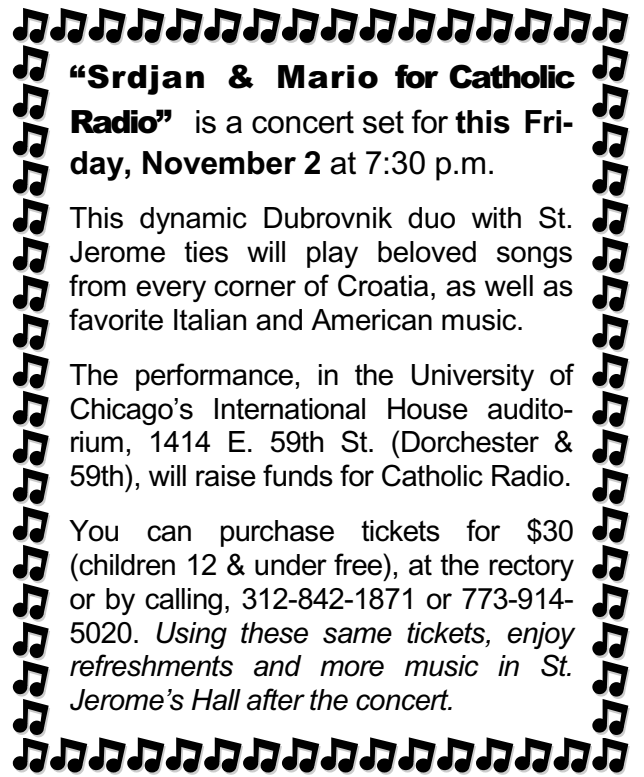 “Srdjan & Mario for Catholic
Radio” is a concert set for this Fri-
day, November 2 at 7:30 p.m.
This dynamic Dubrovnik duo with St.
Jerome ties will play beloved songs
from every corner of Croatia, as well as
favorite Italian and American music.
The performance, in the University of
Chicago’s International House audito-
rium, 1414 E. 59th St. (Dorchester &
59th), will raise funds for Catholic Radio.
You can purchase tickets for $30
(children 12 & under free), at the rectory
or by calling, 312-842-1871 or 773-914-
5020. Using these same tickets, enjoy
refreshments and more music in St.
Jerome’s Hall after the concert.